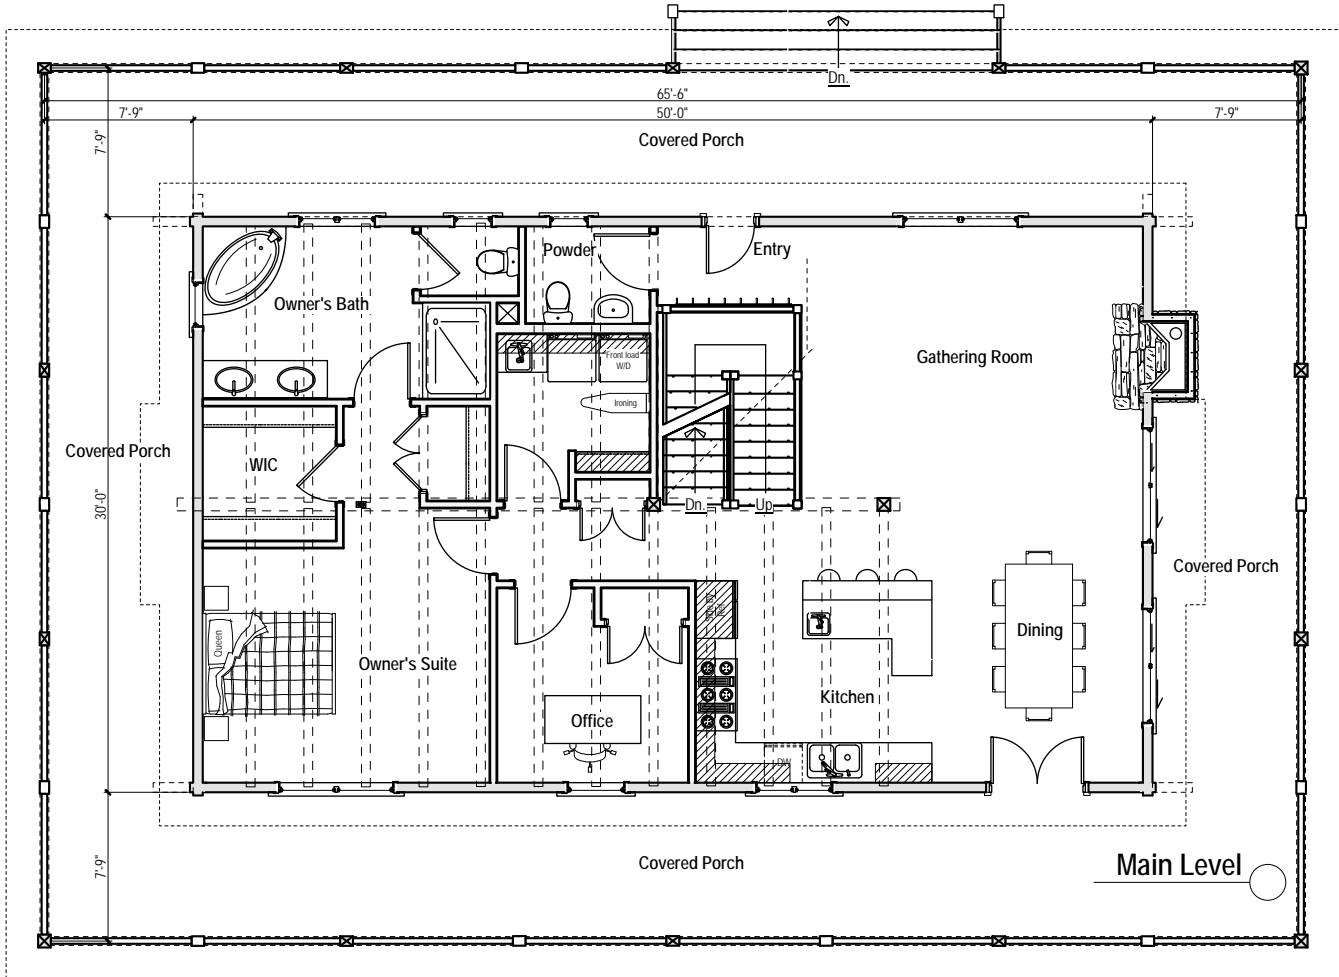 Dn.
65'-6"
7'-9"
50'-0"
7'-9"
7'-9"
Covered Porch
Powder
Entry
Owner's Bath
Gathering Room
Front load
W/D
Ironing
Covered Porch
WIC
30'-0"
Dn.
Up
Covered Porch
Queen
Dining
Owner's Suite
Kitchen
Office
DW
Covered Porch
7'-9"
Main Level